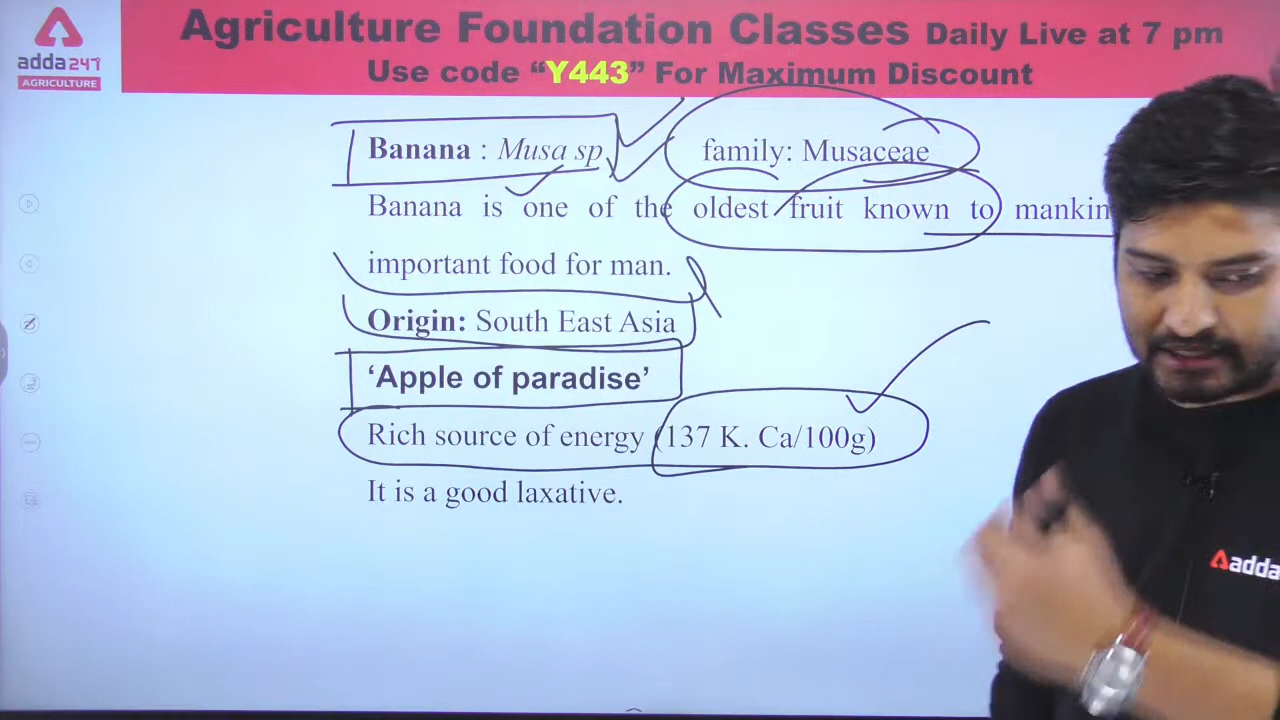 Agriculture Foundation Classes Daily Live at 7 pm
Use code “Y443” For Maximum Discount
adda247
AGRICULTURE
Banana : Musa sp family: Musaceae
Banana is one of the oldest fruit known to mankin
important food for man.
Origin: South East Asia
‘Apple of paradise’
Rich source of energy (137 K. Ca/100g)
It is a good laxative.
adda